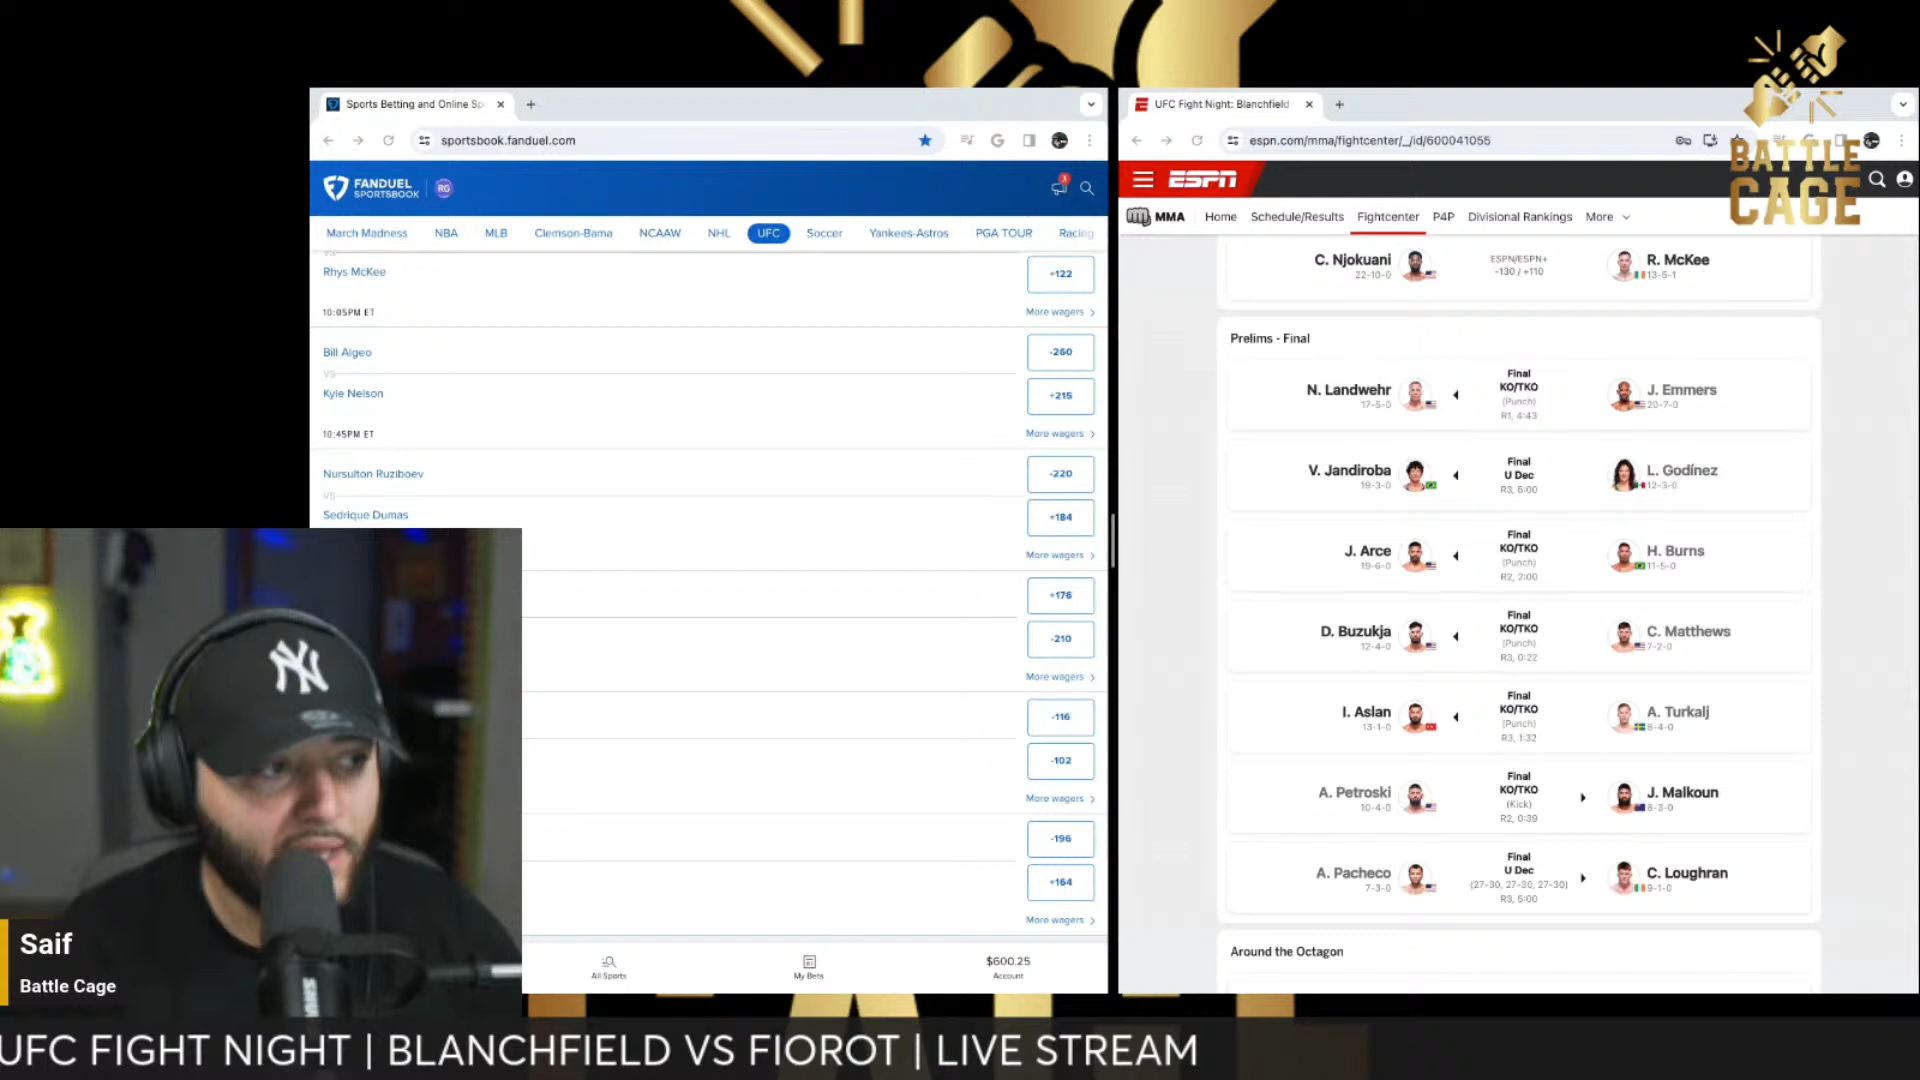 Sports Betting and Online Sp
sportsbook.fanduel.com
FANDUEL
SPORTSBOOK
RG
3
March Madness NBA MLB Clemson-Bama NCAAW NHL UFC Soccer Yankees-Astros PGA TOUR Racing
Rhys McKee
+122
10:05PM ET
More wagers
Bill Algeo
-260
VS
Kyle Nelson
+215
10:45PM ET
More wagers
Nursulton Ruziboev
-220
VS
Sedrique Dumas
+184
More wagers
+176
-210
More wagers
-116
-102
More wagers
-196
+164
More wagers
All Sports
My Bets
$600.25
Account
UFC Fight Night: Blanchfield
espn.com/mma/fightcenter/_/id/600041055
ESPN
MMA Home Schedule/Results Fightcenter P4P Divisional Rankings More
BATTLE
CAGE
C. Njokuani
22-10-0
ESPN/ESPN+
-130 / +110
R. McKee
13-5-1
Prelims - Final
N. Landwehr
17-5-0
Final
KO/TKO
(Punch)
R1, 4:43
J. Emmers
20-7-0
V. Jandiroba
19-3-0
Final
U Dec
R3, 5:00
L. Godínez
12-3-0
J. Arce
19-6-0
Final
KO/TKO
(Punch)
R2, 2:00
H. Burns
11-5-0
D. Buzukja
12-4-0
Final
KO/TKO
(Punch)
R3, 0:22
C. Matthews
7-2-0
I. Aslan
13-1-0
Final
KO/TKO
(Punch)
R3, 1:32
A. Turkalj
8-4-0
A. Petroski
10-4-0
Final
KO/TKO
(Kick)
R2, 0:39
J. Malkoun
8-3-0
A. Pacheco
7-3-0
Final
U Dec
(27-30, 27-30, 27-30)
R3, 5:00
C. Loughran
9-1-0
Around the Octagon
NY
Saif
Battle Cage
UFC FIGHT NIGHT | BLANCHFIELD VS FIOROT | LIVE STREAM